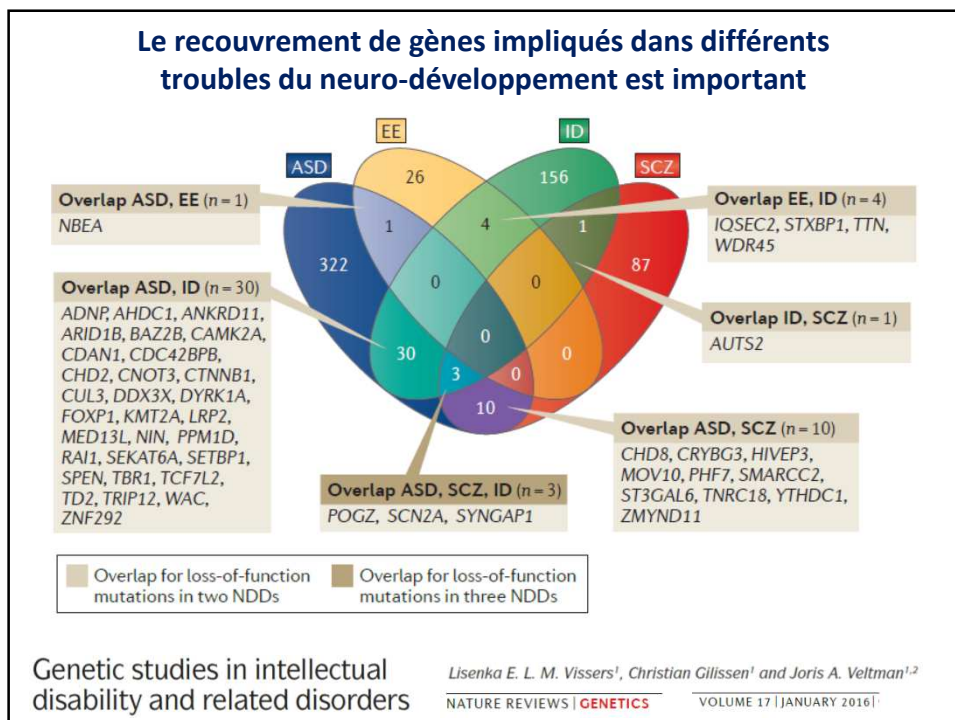 Le recouvrement de gènes impliqués dans différents
troubles du neuro-développement est important
EE
ID
ASD
SCZ
26
156
Overlap ASD, EE (n = 1)
NBEA
Overlap EE, ID (n = 4)
IQSEC2, STXBP1, TTN,
WDR45
1
4
1
322
87
0
0
Overlap ASD, ID (n = 30)
ADNP, AHDC1, ANKRD11,
ARID1B, BAZ2B, CAMK2A,
CDAN1, CDC42BPB,
CHD2, CNOT3, CTNNB1,
CUL3, DDX3X, DYRK1A,
FOXP1, KMT2A, LRP2,
MED13L, NIN, PPM1D,
RAI1, SEKAT6A, SETBP1,
SPEN, TBR1, TCF7L2,
TD2, TRIP12, WAC,
ZNF292
Overlap ID, SCZ (n = 1)
AUTS2
0
30
0
3
0
10
Overlap ASD, SCZ (n = 10)
CHD8, CRYBG3, HIVEP3,
MOV10, PHF7, SMARCC2,
ST3GAL6, TNRC18, YTHDC1,
ZMYND11
Overlap ASD, SCZ, ID (n = 3)
POGZ, SCN2A, SYNGAP1
Overlap for loss-of-function
mutations in two NDDs
Overlap for loss-of-function
mutations in three NDDs
Genetic studies in intellectual
disability and related disorders
Lisenka E. L. M. Vissers¹, Christian Gilissen¹ and Joris A. Veltman¹,²
NATURE REVIEWS | GENETICS
VOLUME 17 | JANUARY 2016 |